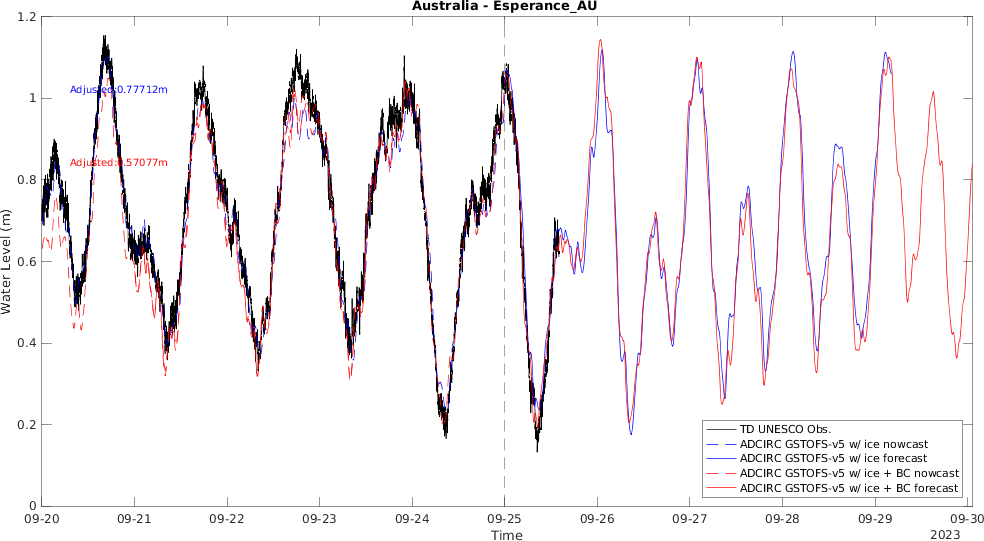 Australia - Esperance_AU
1.2
1
0.8
0.6
0.4
0.2
0
Water Level (m)
Adjusted:0.77712m
Adjusted:0.57077m
TD UNESCO Obs.
ADCIRC GSTOFS-v5 w/ ice nowcast
ADCIRC GSTOFS-v5 w/ ice forecast
ADCIRC GSTOFS-v5 w/ ice + BC nowcast
ADCIRC GSTOFS-v5 w/ ice + BC forecast
09-20 09-21 09-22 09-23 09-24 09-25 09-26 09-27 09-28 09-29 09-30
Time
2023